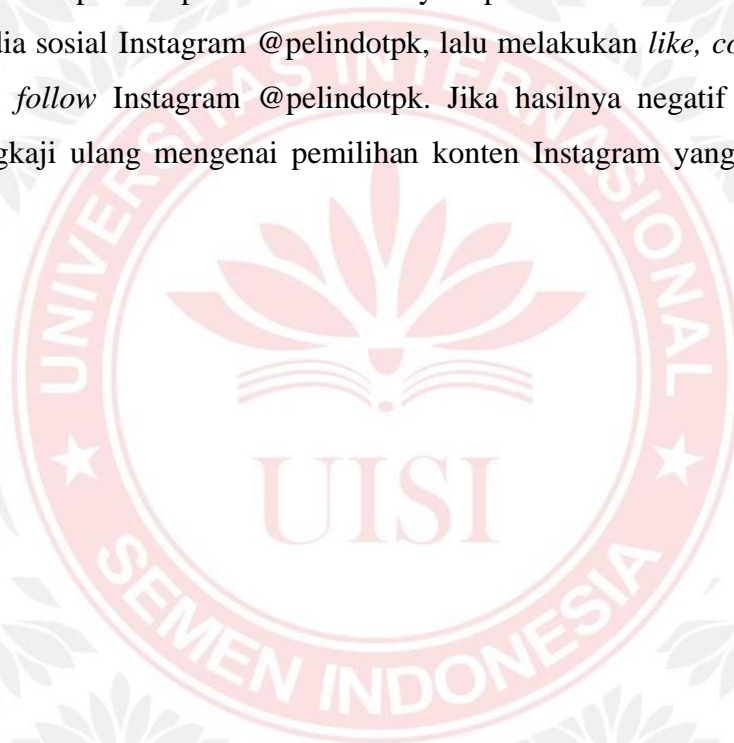 dia sosial Instagram @pelindotpk, lalu melakukan like, co
follow Instagram @pelindotpk. Jika hasilnya negatif
gkaji ulang mengenai pemilihan konten Instagram yang
UNIVERSITAS INTERNASIONAL
UISI
SEMEN INDONESIA